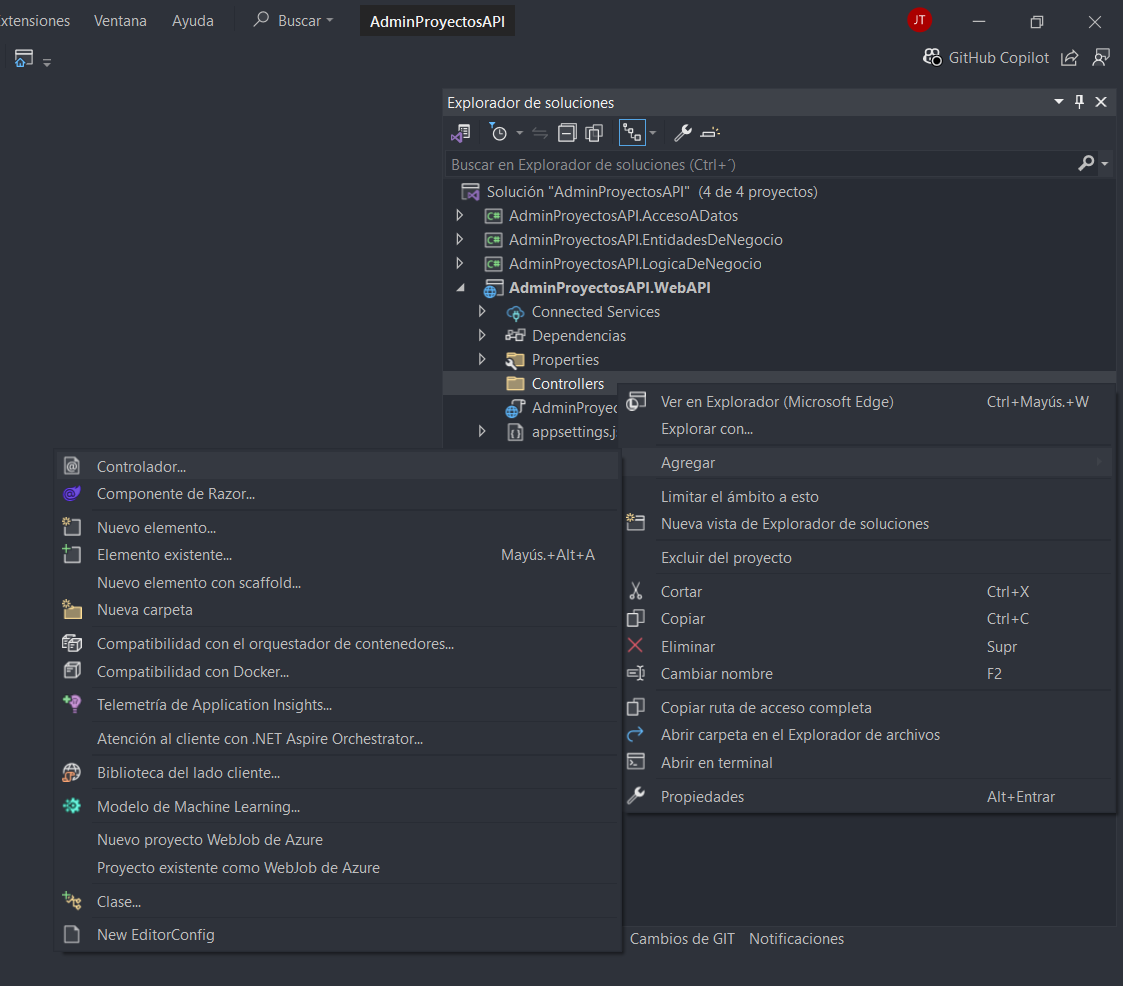 xtensiones Ventana Ayuda Buscar AdminProyectosAPI JT
GitHub Copilot
Explorador de soluciones
Buscar en Explorador de soluciones (Ctrl+´)
Solución "AdminProyectosAPI" (4 de 4 proyectos)
C# AdminProyectosAPI.AccesoADatos
C# AdminProyectosAPI.EntidadesDeNegocio
C# AdminProyectosAPI.LogicaDeNegocio
AdminProyectosAPI.WebAPI
Connected Services
Dependencias
Properties
Controllers
AdminProyec
appsettings.j
Ver en Explorador (Microsoft Edge) Ctrl+Mayús.+W
Explorar con...
Agregar
Limitar el ámbito a esto
Nueva vista de Explorador de soluciones
Excluir del proyecto
Cortar Ctrl+X
Copiar Ctrl+C
Eliminar Supr
Cambiar nombre F2
Copiar ruta de acceso completa
Abrir carpeta en el Explorador de archivos
Abrir en terminal
Propiedades Alt+Entrar
Controlador...
Componente de Razor...
Nuevo elemento...
Elemento existente... Mayús.+Alt+A
Nuevo elemento con scaffold...
Nueva carpeta
Compatibilidad con el orquestador de contenedores...
Compatibilidad con Docker...
Telemetría de Application Insights...
Atención al cliente con .NET Aspire Orchestrator...
Biblioteca del lado cliente...
Modelo de Machine Learning...
Nuevo proyecto WebJob de Azure
Proyecto existente como WebJob de Azure
Clase...
New EditorConfig
Cambios de GIT Notificaciones